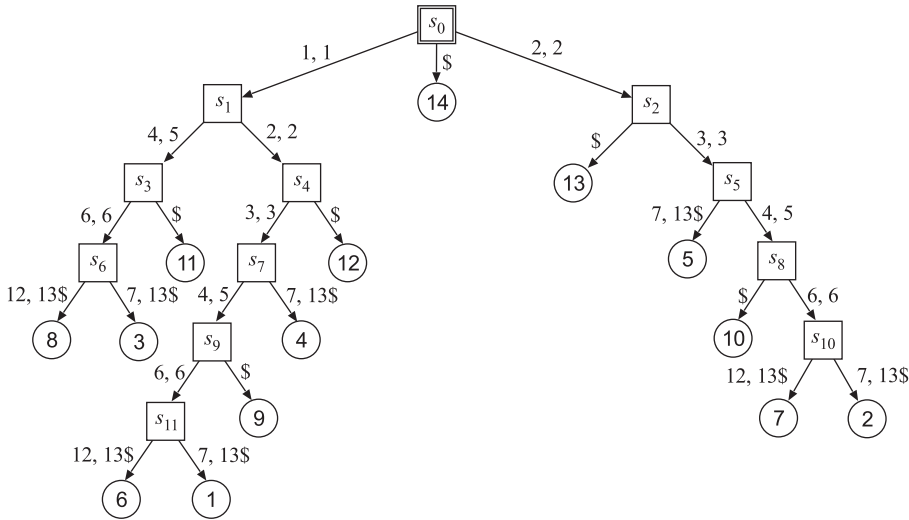 s0
1, 1 $ 2, 2
s1 14 s2
4, 5 2, 2 $ 3, 3
s3 s4 13 s5
6, 6 $ 3, 3 $ 7, 13$ 4, 5
s6 11 s7 12 5 s8
12, 13$ 7, 13$ 4, 5 7, 13$ $ 6, 6
8 3 s9 4 10 s10
6, 6 $ 12, 13$ 7, 13$
s11 9 7 2
12, 13$ 7, 13$
6 1